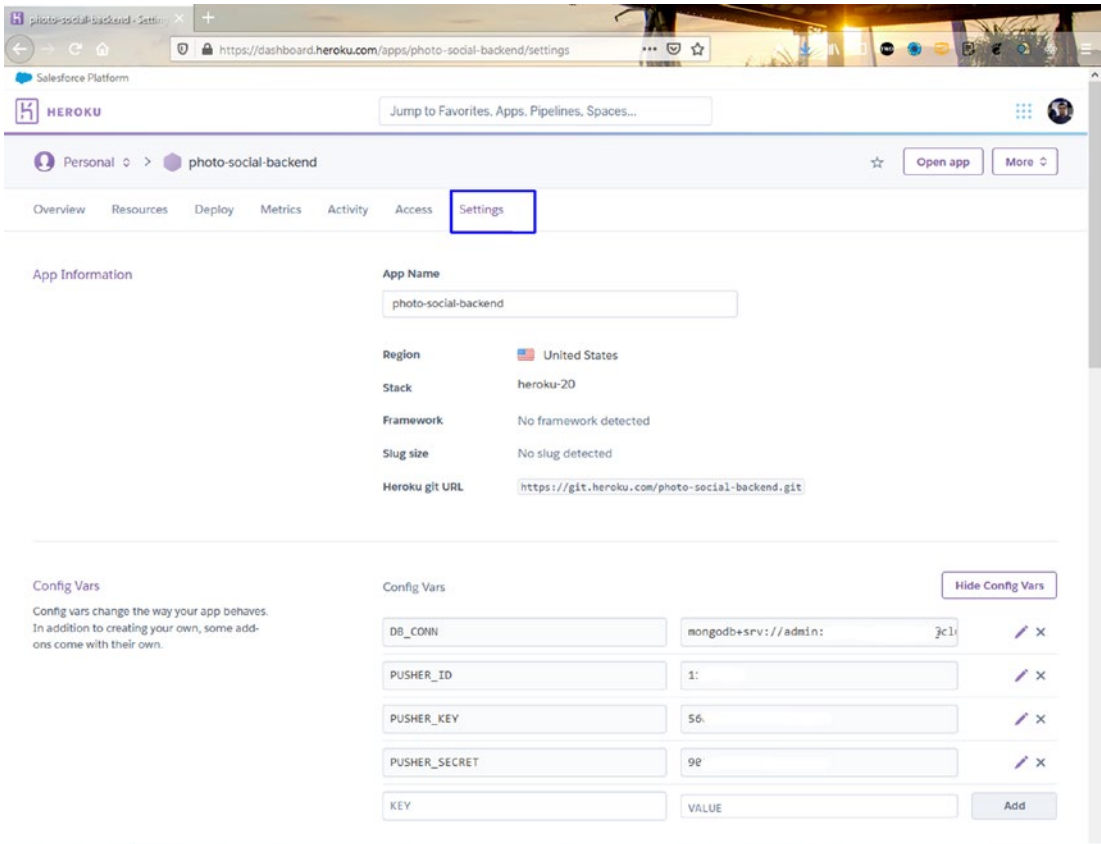 photo-social-backend · Settin
https://dashboard.heroku.com/apps/photo-social-backend/settings
Salesforce Platform
HEROKU
Jump to Favorites, Apps, Pipelines, Spaces...
Personal > photo-social-backend
Open app
More
Overview Resources Deploy Metrics Activity Access Settings
App Information
App Name
photo-social-backend
Region United States
Stack heroku-20
Framework No framework detected
Slug size No slug detected
Heroku git URL https://git.heroku.com/photo-social-backend.git
Config Vars
Config vars change the way your app behaves.
In addition to creating your own, some add-
ons come with their own.
Config Vars
Hide Config Vars
DB_CONN mongodb+srv://admin:
PUSHER_ID 1:
PUSHER_KEY 56
PUSHER_SECRET
KEY VALUE Add